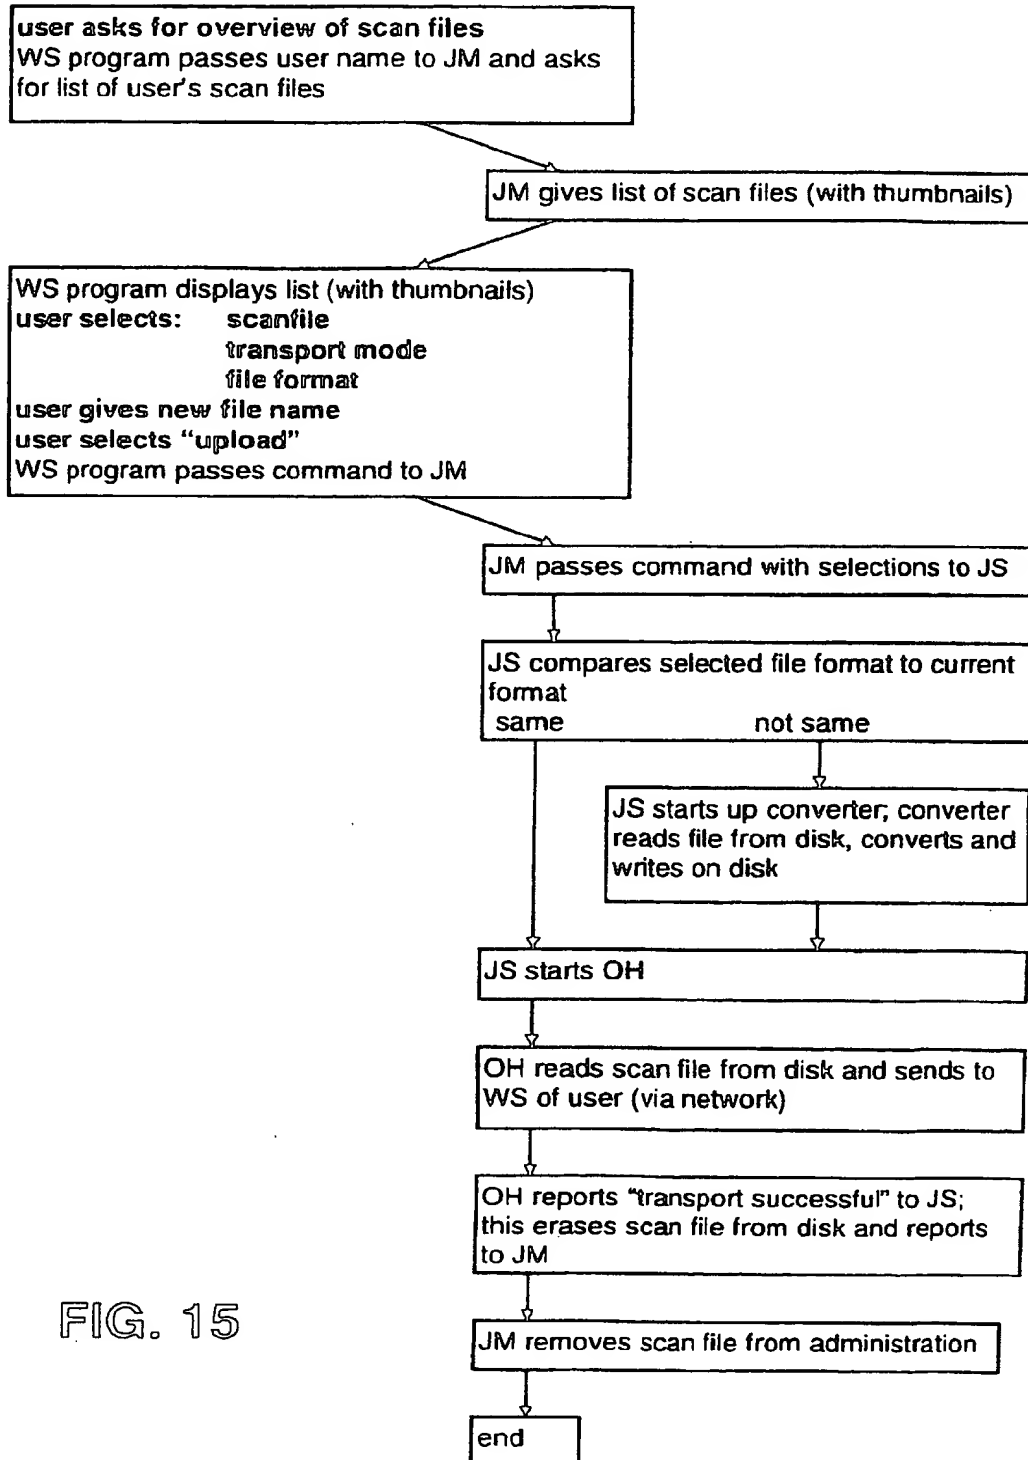 user asks for overview of scan files
WS program passes user name to JM and asks
for list of user's scan files
JM gives list of scan files (with thumbnails)
WS program displays list (with thumbnails)
user selects: scanfile
transport mode
file format
user gives new file name
user selects “upload”
WS program passes command to JM
JM passes command with selections to JS
JS compares selected file format to current
format
same not same
JS starts up converter; converter
reads file from disk, converts and
writes on disk
JS starts OH
OH reads scan file from disk and sends to
WS of user (via network)
OH reports “transport successful” to JS;
this erases scan file from disk and reports
to JM
JM removes scan file from administration
end
FIG. 15